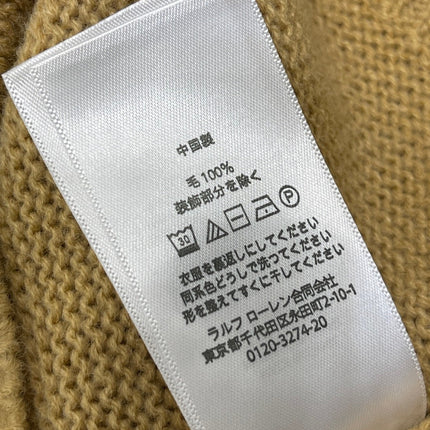 中国製
毛 100%
装飾部分を除く
30 P
衣類を裏返しにしてください
同系色どうしで洗ってください
形を整えてすぐに干してください
ラルフ ローレン合同会社
東京都千代田区永田町2-10-1
0120-3274-20